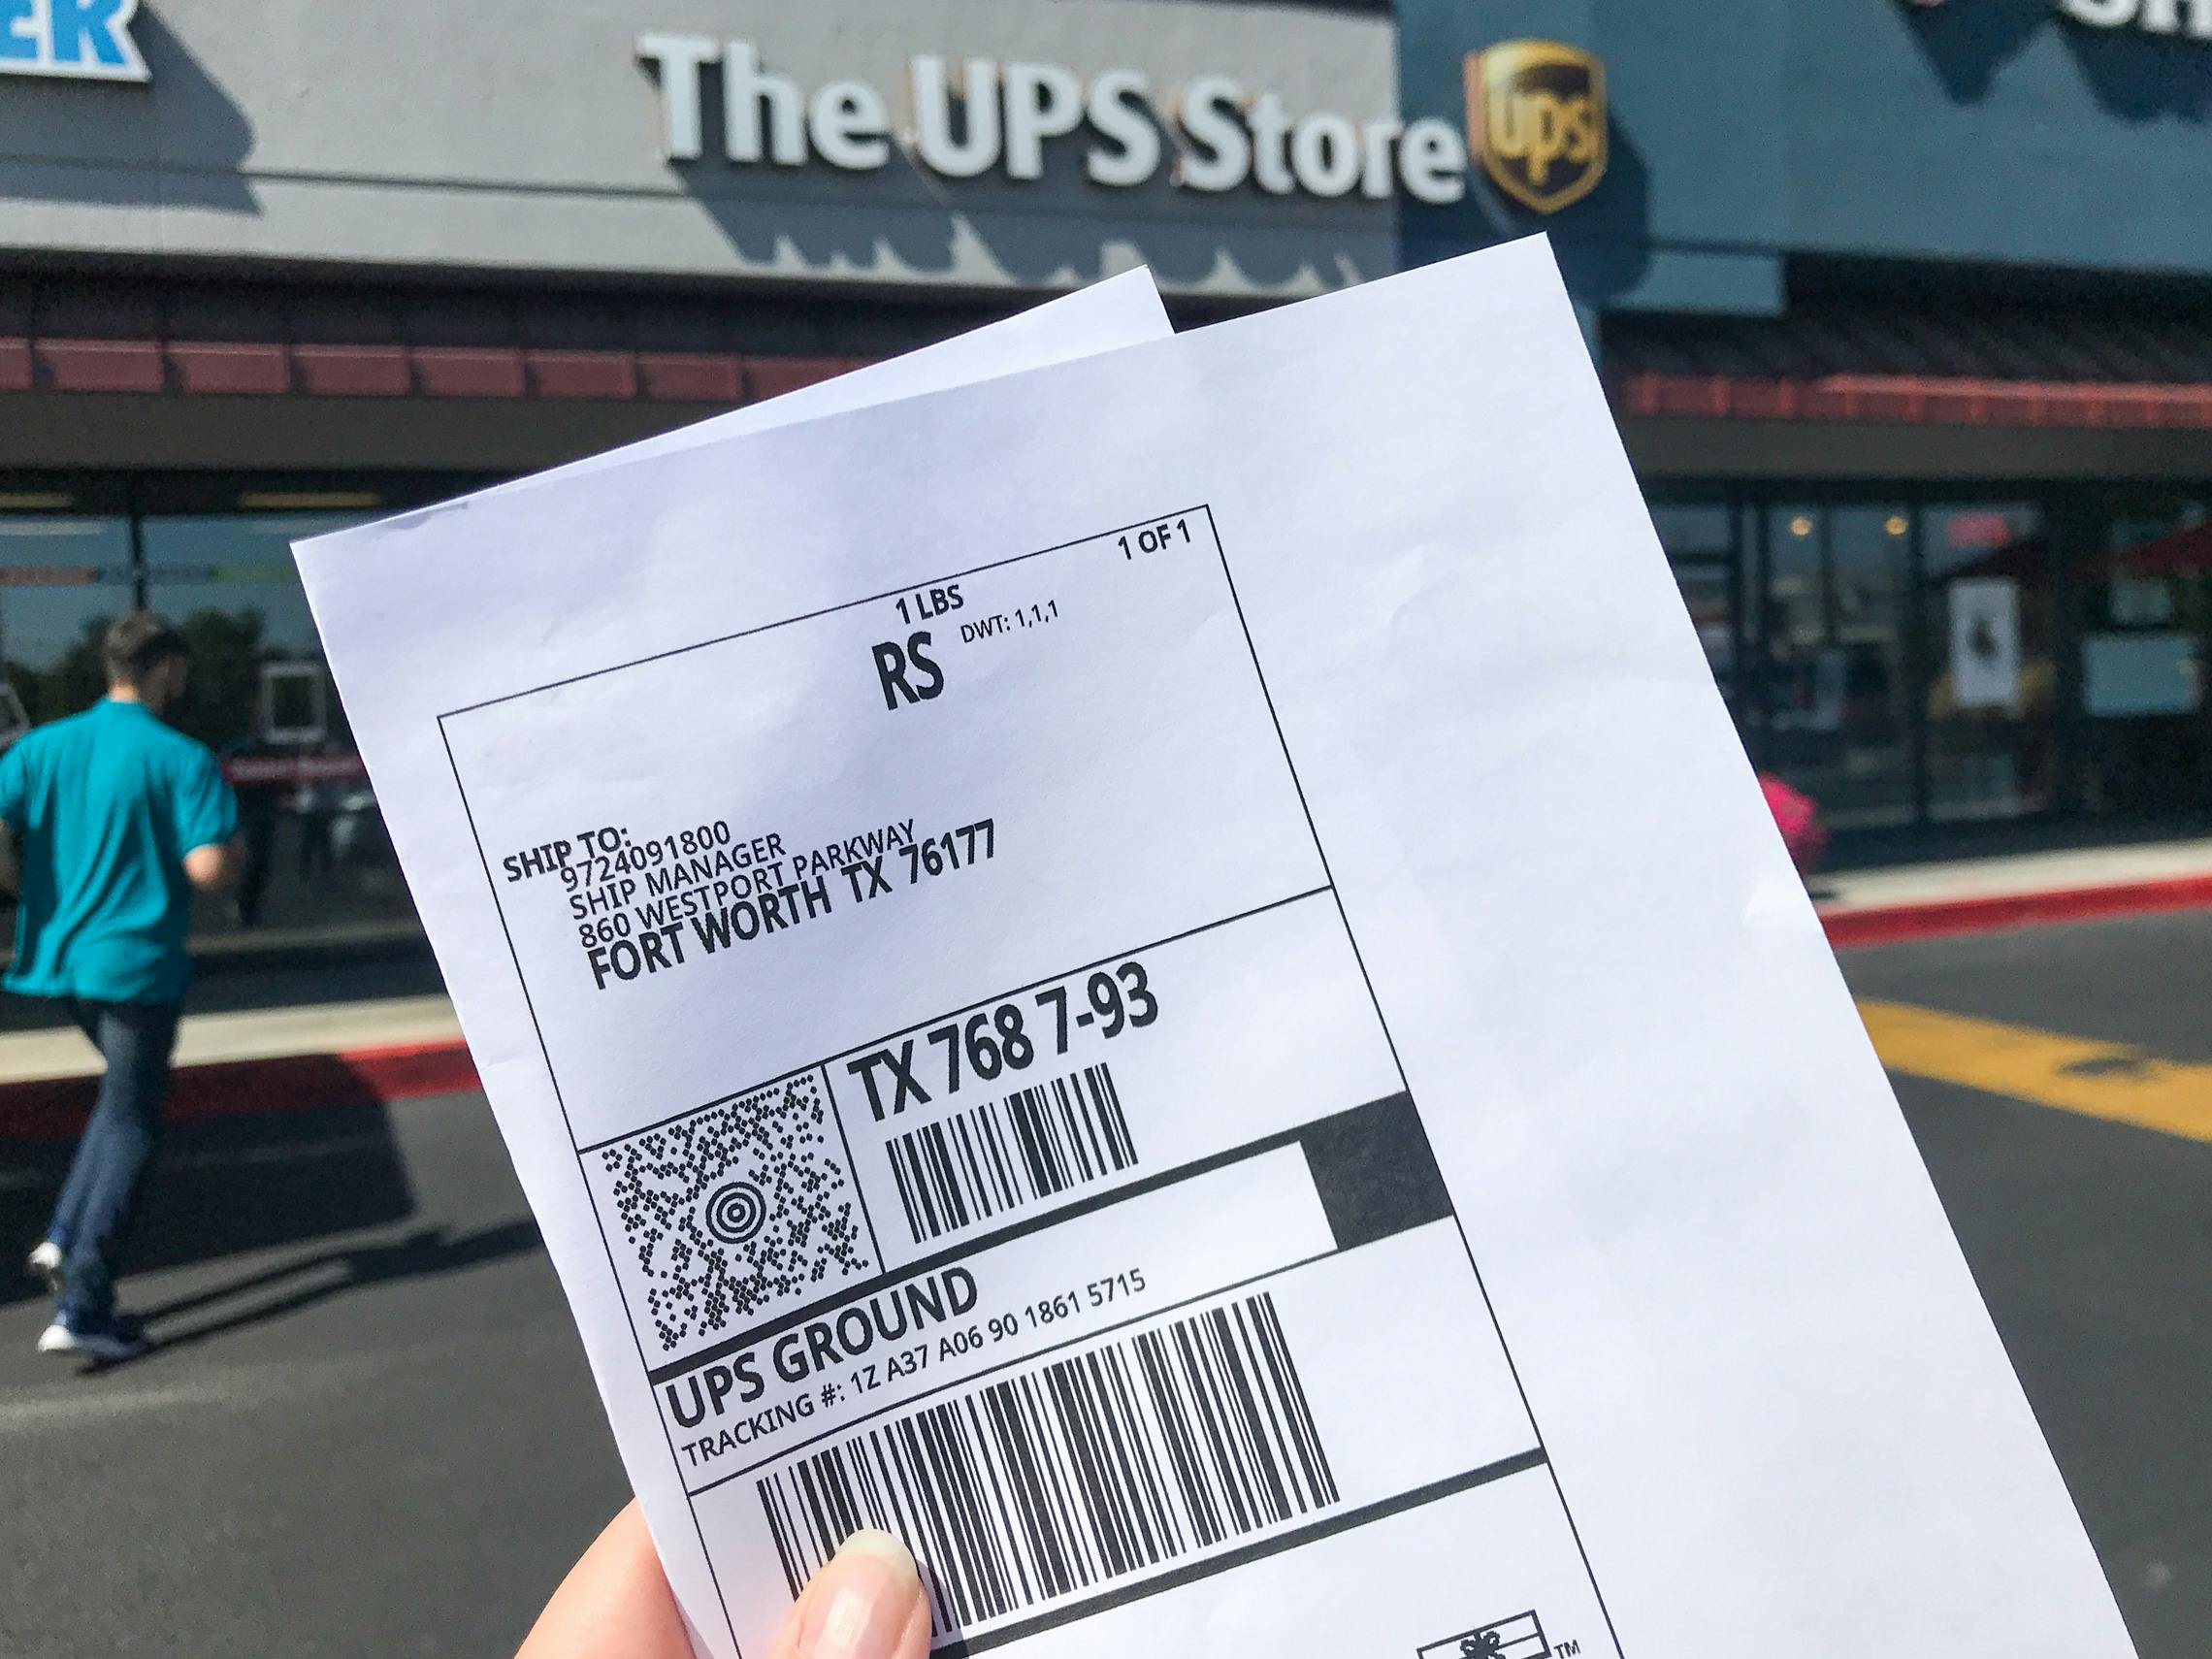 ER
The UPS Store
ups
SH
1 OF 1
1 LBS
DWT: 1,1,1
RS
SHIP TO:
9724091800
SHIP MANAGER
860 WESTPORT PARKWAY
FORT WORTH TX 76177
TX 768 7-93
UPS GROUND
TRACKING #: 1Z A37 A06 90 1861 5715
TM